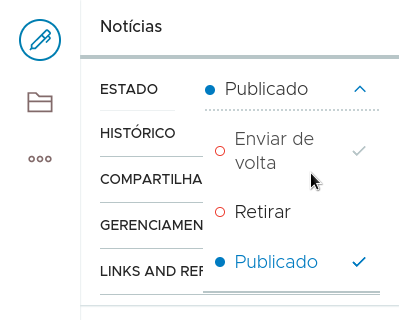 Notícias
ESTADO
Publicado
HISTÓRICO
Enviar de
volta
COMPARTILHA
Retirar
GERENCIAMEN
Publicado
LINKS AND REF